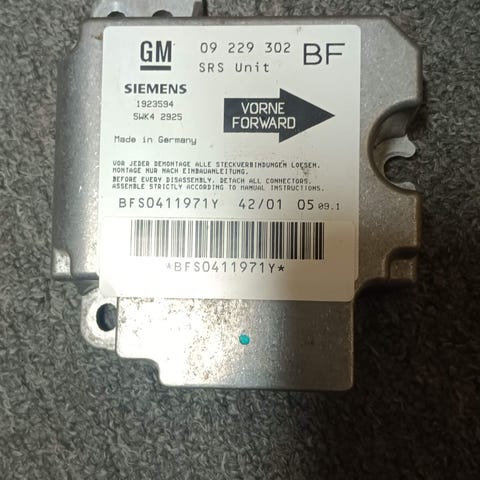 GM
09 229 302 BF
SRS Unit
SIEMENS
1923594
5WK4 2925
VORNE
FORWARD
Made in Germany
VOR JEDER DEMONTAGE ALLE STECKVERBINDUNGEN LOESEN.
MONTAGE NUR NACH EINBAUANLEITUNG.
BEFORE EVERY DISASSEMBLY, DETACH ALL CONNECTORS.
ASSEMBLE STRICTLY ACCORDING TO MANUAL INSTRUCTIONS.
BFS0411971Y 42/01 05 09.1
*BFS0411971Y*